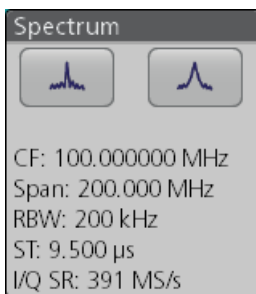 Spectrum
CF: 100.000000 MHz
Span: 200.000 MHz
RBW: 200 kHz
ST: 9.500 µs
I/Q SR: 391 MS/s